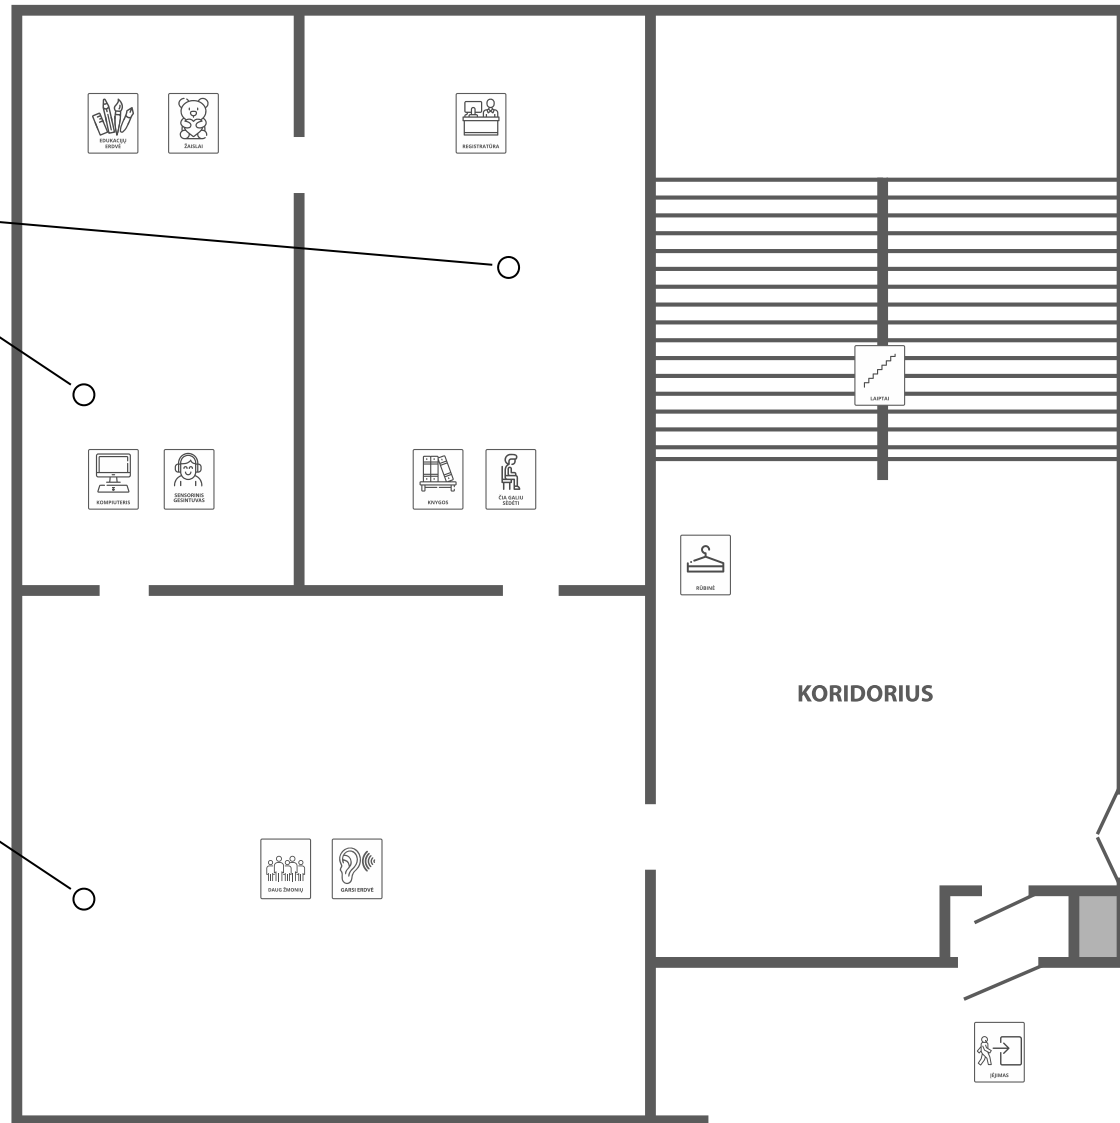 EDUKACIJŲ
ERDVĖ
ŽAISLAI
REGISTRATŪRA
LAIPTAI
KOMPIUTERIS
SENSORINIS
GESINTUVAS
KNYGOS
ČIA GALIU
SĖDĖTI
RŪBINĖ
KORIDORIUS
DAUG ŽMONIŲ
GARSI ERDVĖ
ĮĖJIMAS